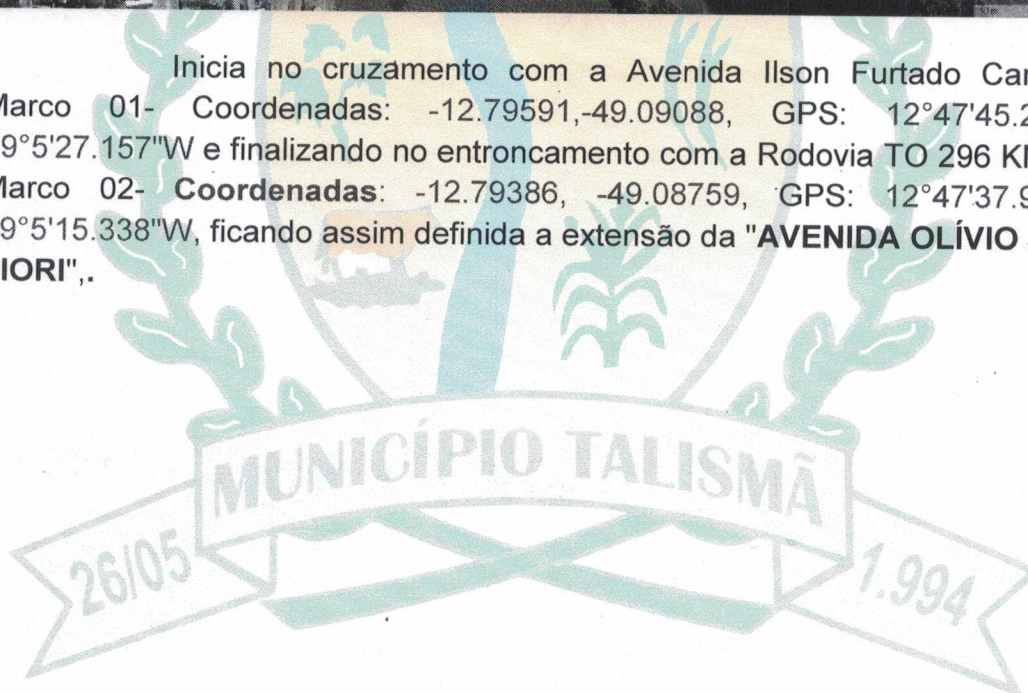 50m
Inicia no cruzamento com a Avenida Ilson Furtado Car
Marco 01- Coordenadas: -12.79591,-49.09088, GPS: 12°47'45.2
9°5'27.157"W e finalizando no entroncamento com a Rodovia TO 296 K
Marco 02- Coordenadas: -12.79386, -49.08759, GPS: 12°47'37.9
9°5'15.338"W, ficando assim definida a extensão da "AVENIDA OLÍVIO
IORI",.
MUNICÍPIO TALISMÃ
26/05
1.994